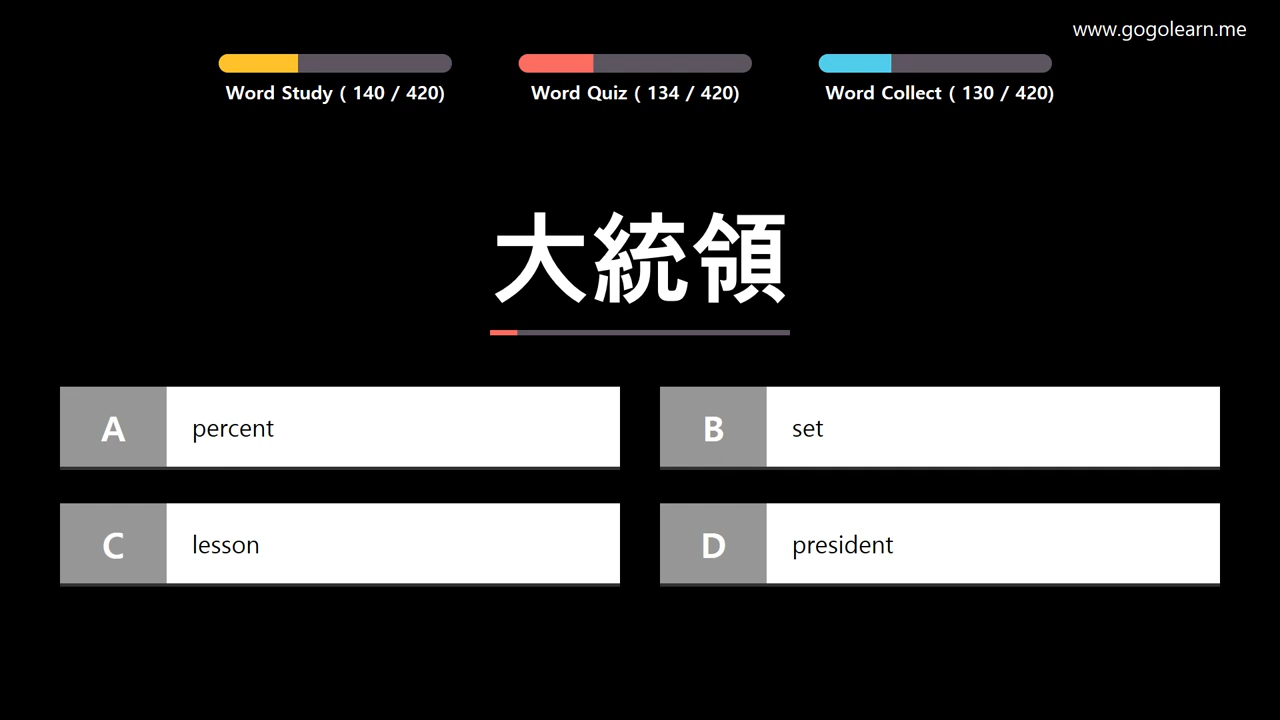 www.gogolearn.me
Word Study ( 140 / 420)
Word Quiz ( 134 / 420)
Word Collect ( 130 / 420)
大統領
A percent
B set
C lesson
D president